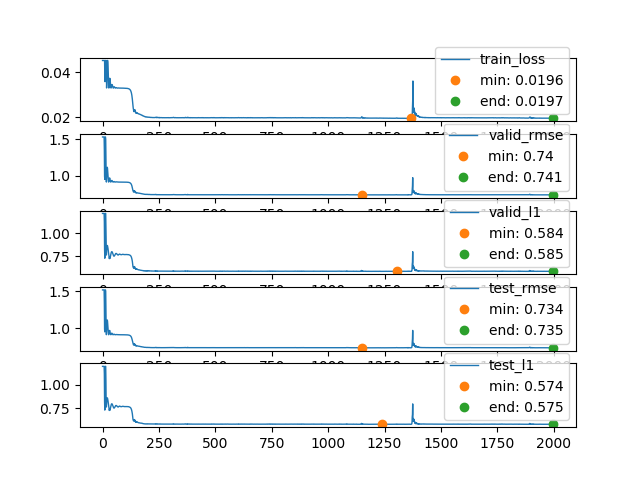 train_loss
0.04
min: 0.0196
end: 0.0197
0.02
valid_rmse
1.5
min: 0.74
1.0
end: 0.741
valid_l1
1.00
min: 0.584
0.75
end: 0.585
test_rmse
1.5
min: 0.734
1.0
end: 0.735
test_l1
1.00
min: 0.574
0.75
end: 0.575
0 250 500 750 1000 1250 1500 1750 2000